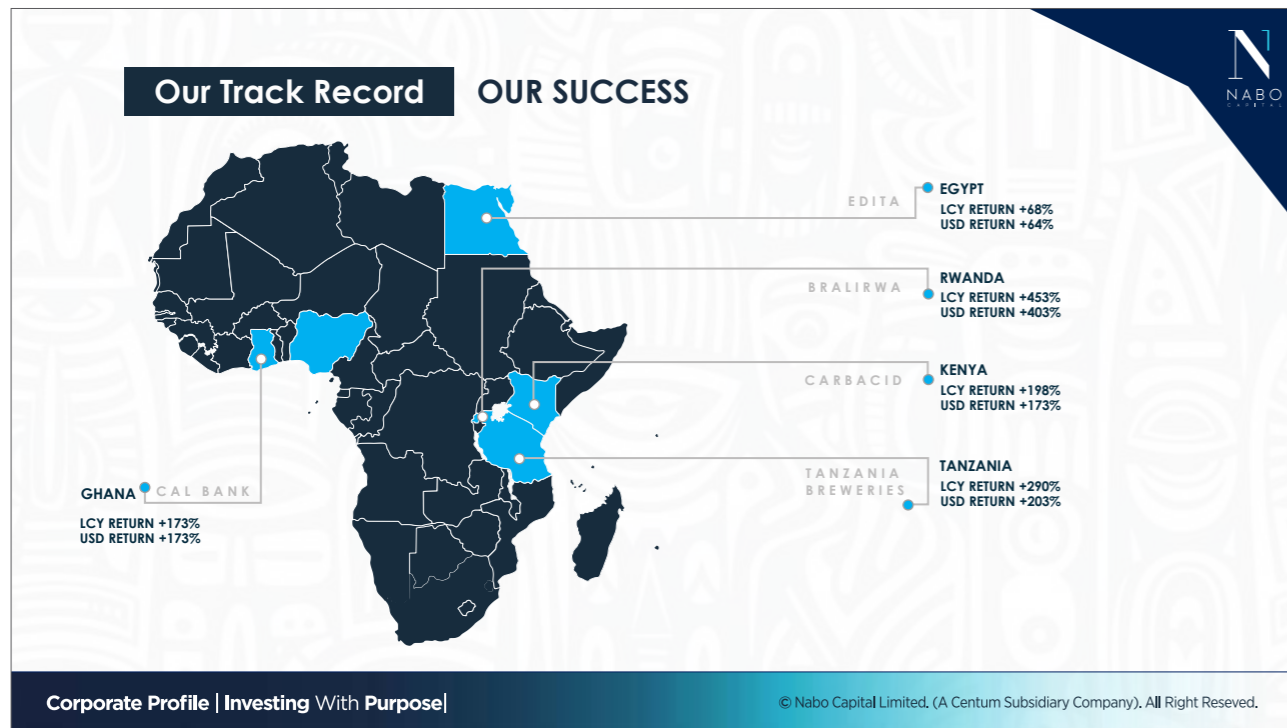 Our Track Record OUR SUCCESS
N
NABO
CAPITAL
EDITA
EGYPT
LCY RETURN +68%
USD RETURN +64%
BRALIRWA
RWANDA
LCY RETURN +453%
USD RETURN +403%
CARBACID
KENYA
LCY RETURN +198%
USD RETURN +173%
TANZANIA
BREWERIES
TANZANIA
LCY RETURN +290%
USD RETURN +203%
GHANA CAL BANK
LCY RETURN +173%
USD RETURN +173%
Corporate Profile | Investing With Purpose|
© Nabo Capital Limited. (A Centum Subsidiary Company). All Right Reseved.